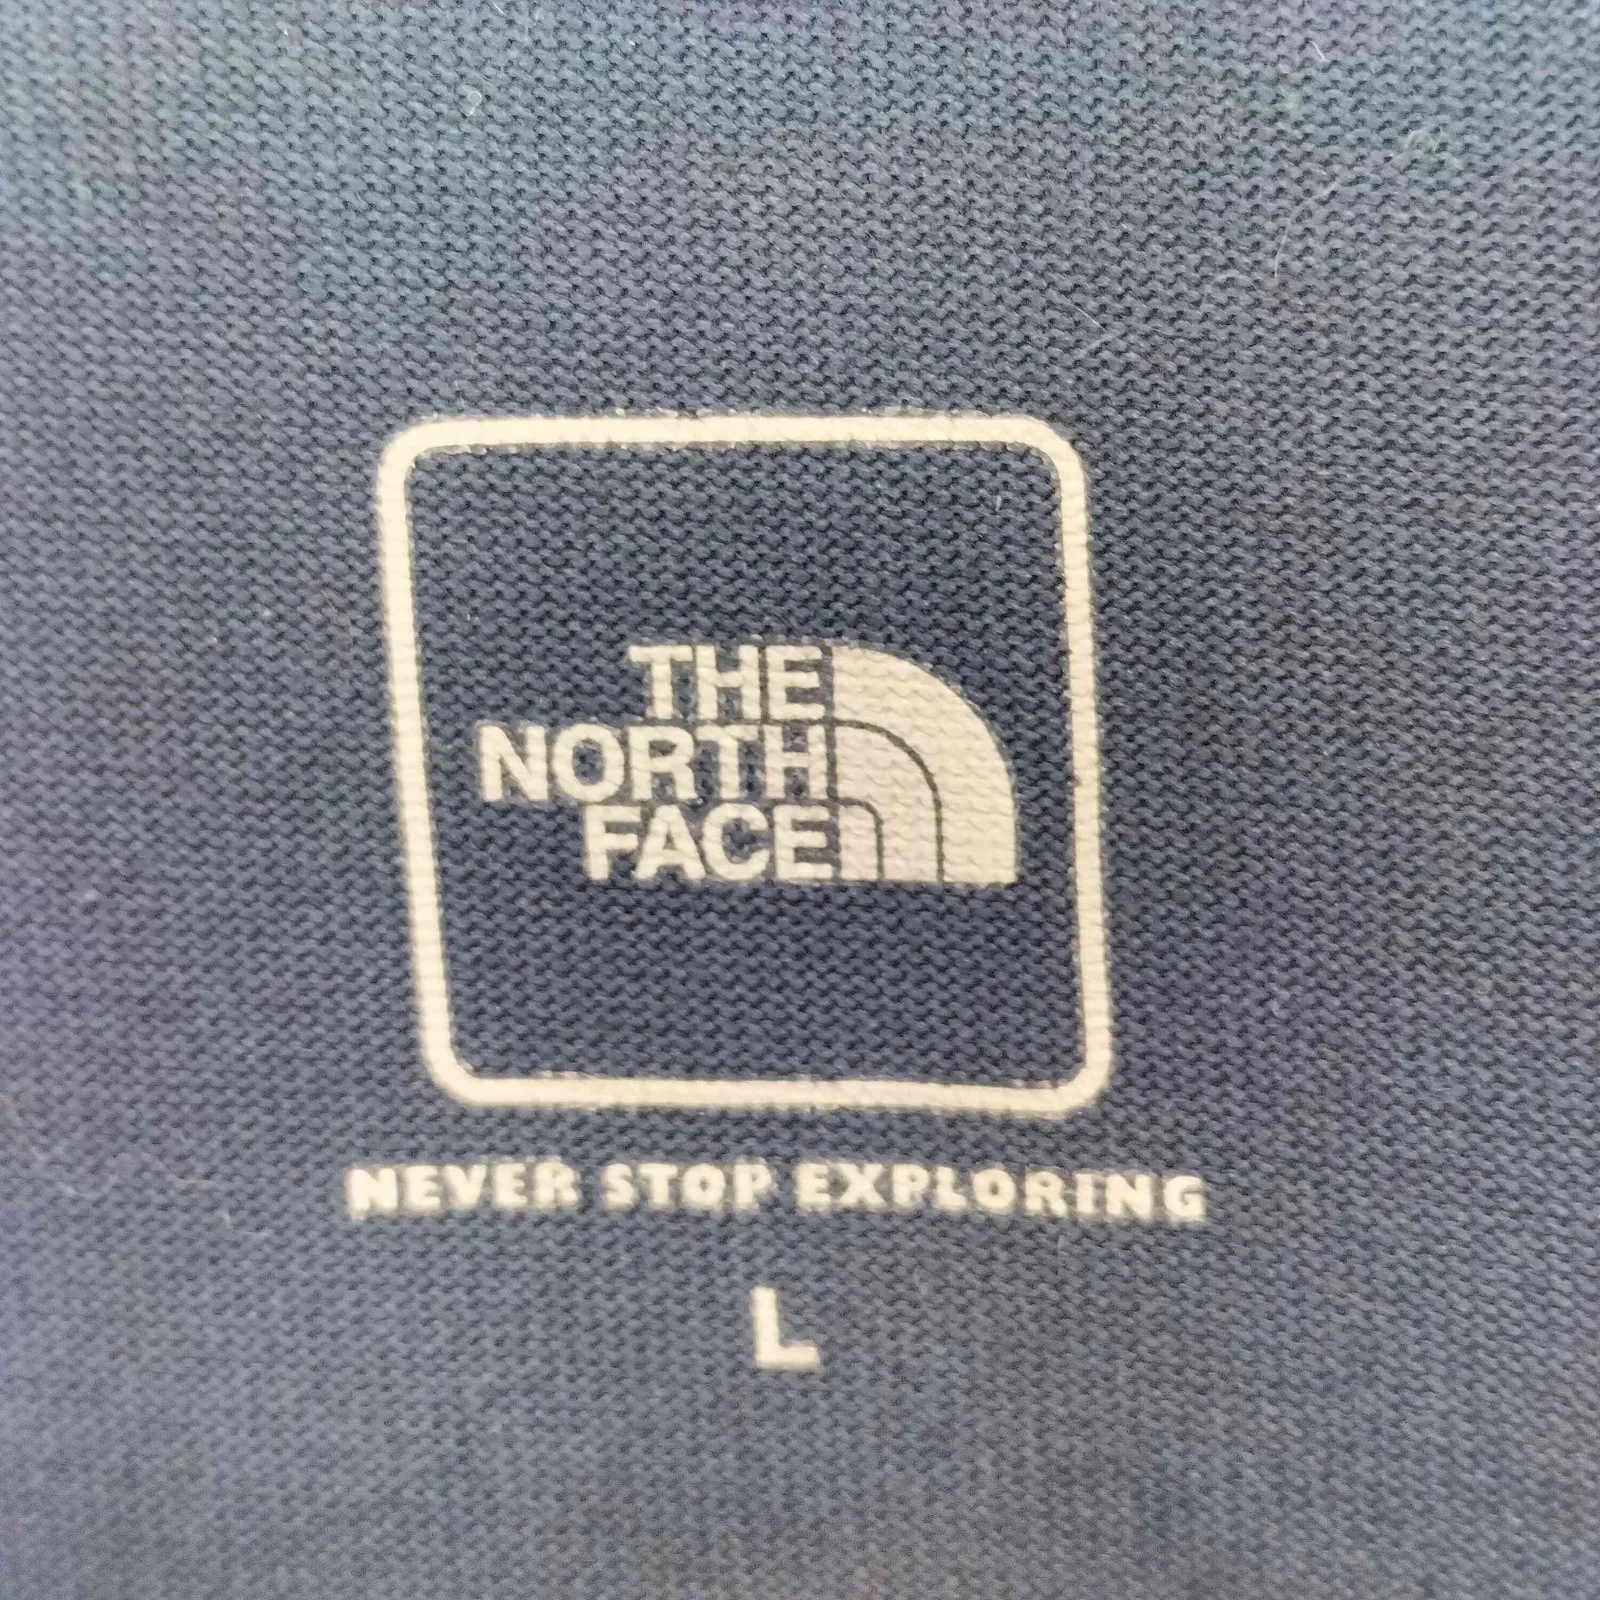 THE
NORTH
FACE
NEVER STOP EXPLORING
L